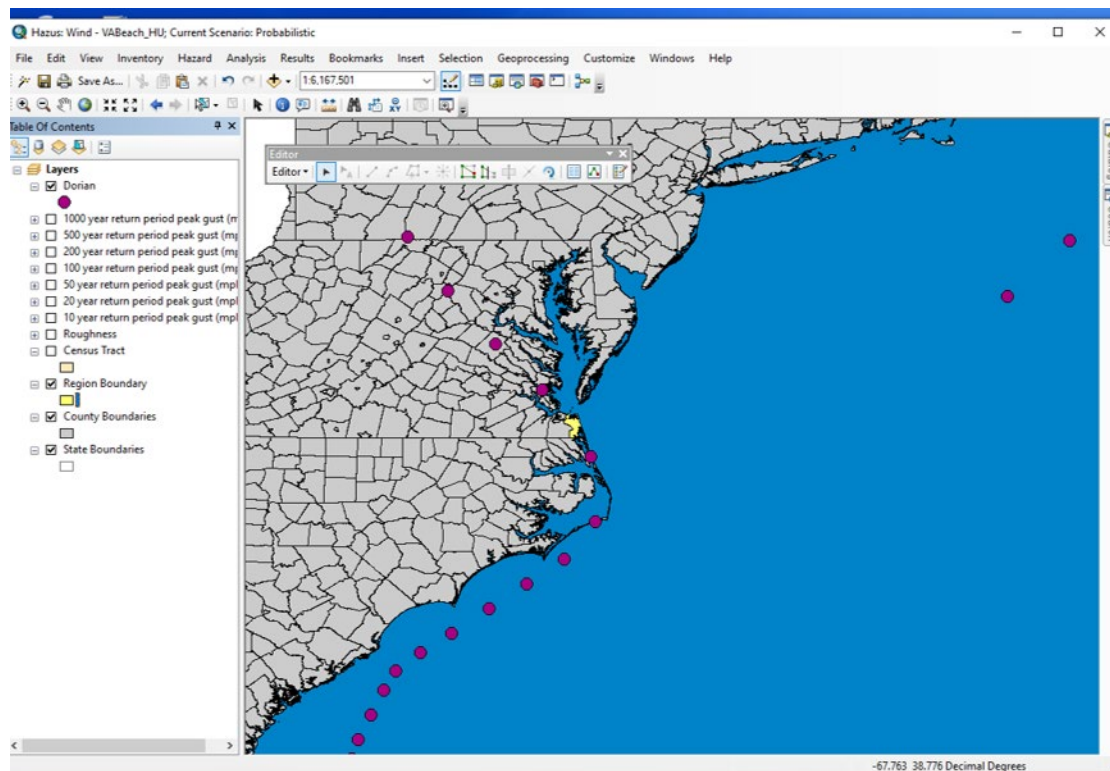 Hazus: Wind - VABeach_HU; Current Scenario: Probabilistic
File Edit View Inventory Hazard Analysis Results Bookmarks Insert Selection Geoprocessing Customize Windows Help
Save As... 1:6,167,501
Table Of Contents
Editor
Editor
Layers
Dorian
1000 year return period peak gust (m
500 year return period peak gust (mp
200 year return period peak gust (mp
100 year return period peak gust (mp
50 year return period peak gust (mpl
20 year return period peak gust (mpl
10 year return period peak gust (mpl
Roughness
Census Tract
Region Boundary
County Boundaries
State Boundaries
-67.763 38.776 Decimal Degrees